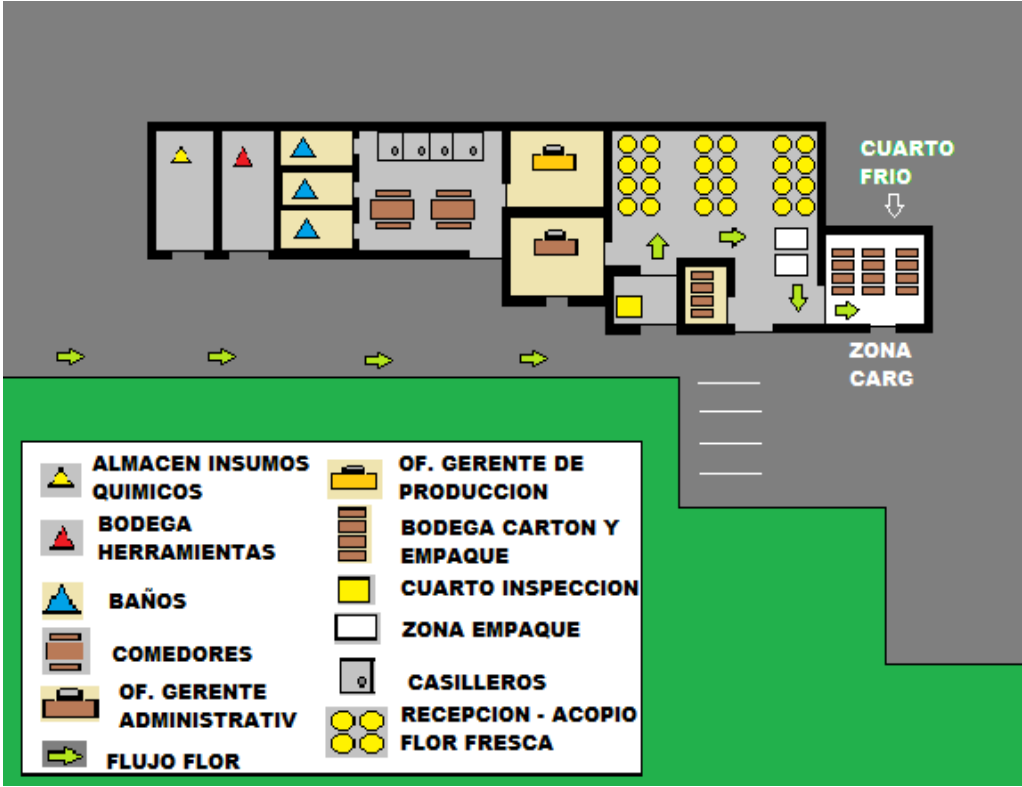 CUARTO
FRIO
ZONA
CARG
ALMACEN INSUMOS
QUIMICOS
BODEGA
HERRAMIENTAS
BAÑOS
COMEDORES
OF. GERENTE
ADMINISTRATIV
FLUJO FLOR
OF. GERENTE DE
PRODUCCION
BODEGA CARTON Y
EMPAQUE
CUARTO INSPECCION
ZONA EMPAQUE
CASILLEROS
RECEPCION - ACOPIO
FLOR FRESCA